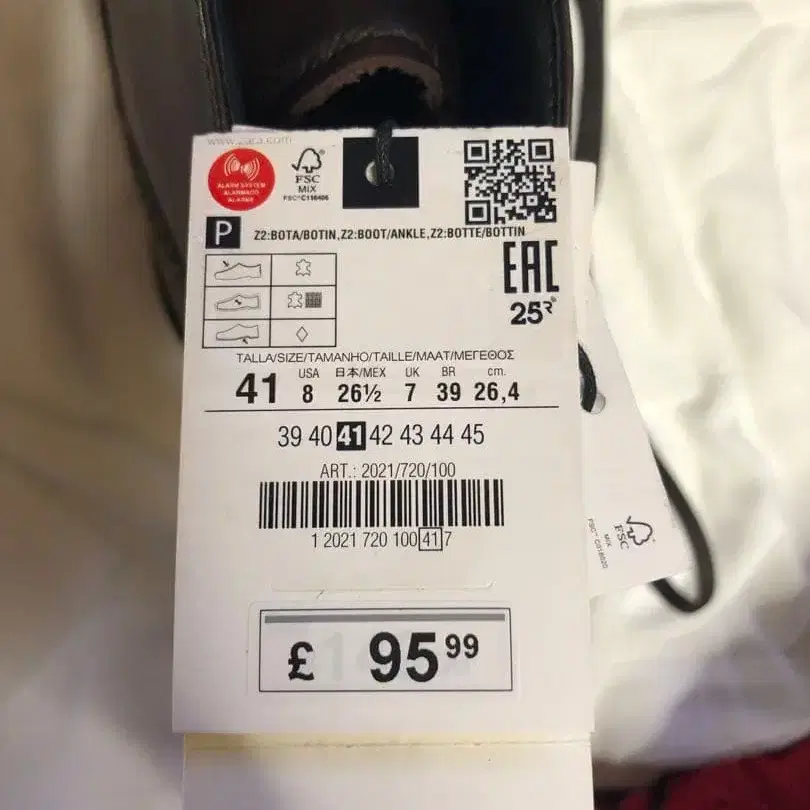 www.zara.com
ALARM SYSTEM
ALARMADO
ALARME
FSC
MIX
FSC™ C136406
P
Z2:BOTA/BOTIN,Z2:BOOT/ANKLE,Z2:BOTTE/BOTTIN
EAC
25
TALLA/SIZE/TAMANHO/TAILLE/MAAT/ΜΕΓΕΘΟΣ
USA 日本/MEX UK BR cm.
41 8 26½ 7 39 26,4
39 40 41 42 43 44 45
ART.: 2021/720/100
1 2021 720 100 41 7
£ 95 99
FSC
MIX